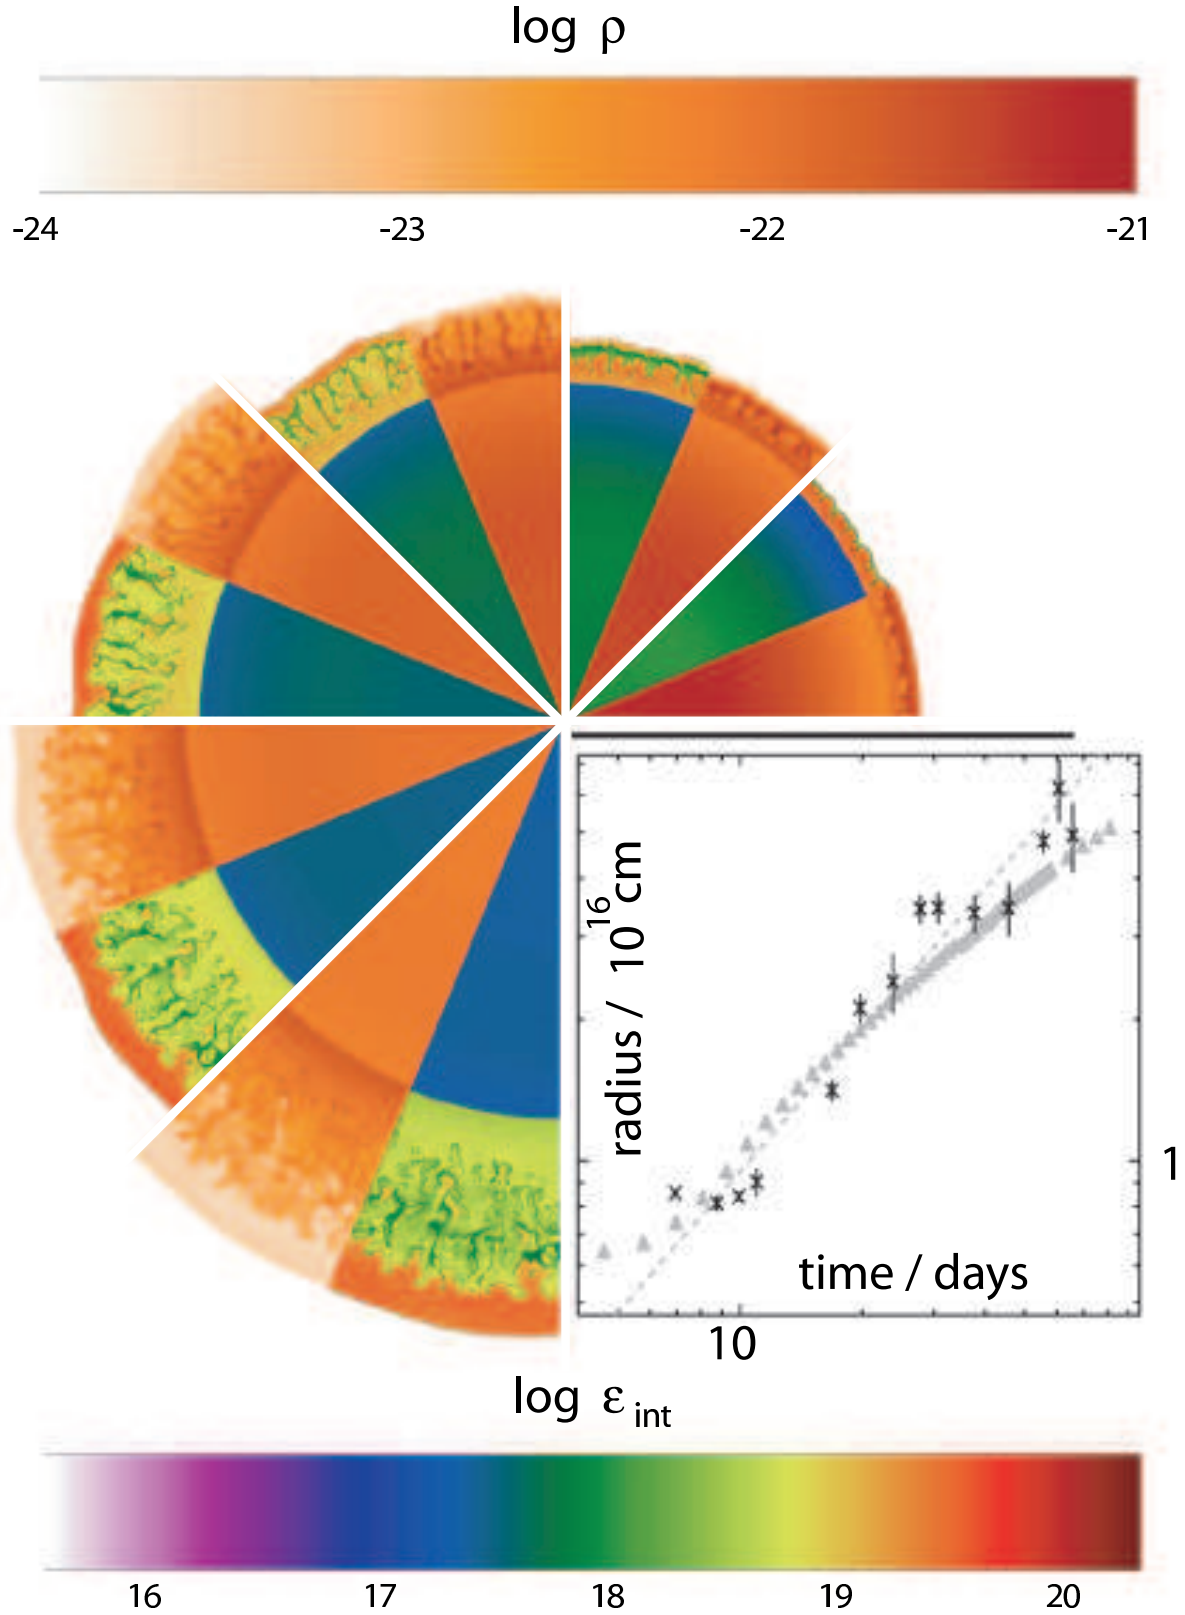 log ρ
-24 -23 -22 -21
radius / 10^16 cm
1
time / days
10
log ε int
16 17 18 19 20